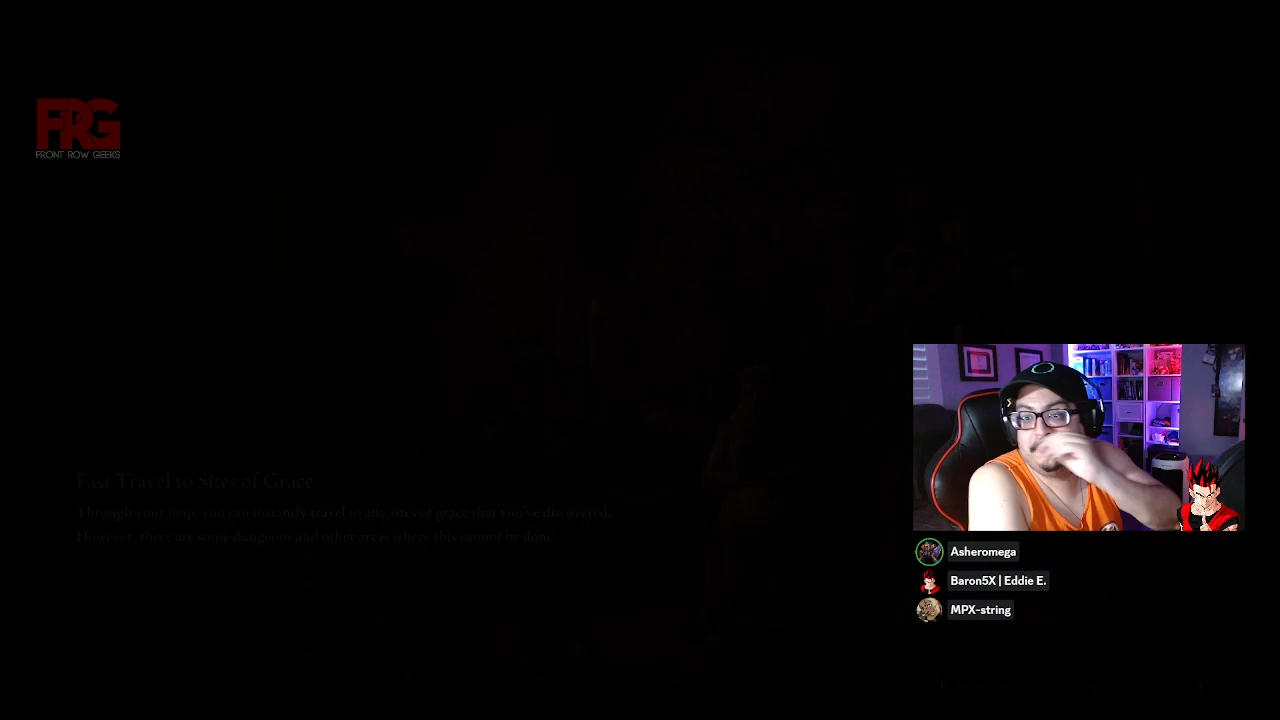 FRG
FRONT ROW GEEKS
Fast Travel to Sites of Grace
Through your map, you can instantly travel to any sites of grace that you've discovered.
However, there are some dungeons and other areas where this cannot be done.
Asheromega
Baron5X | Eddie E.
MPX-string